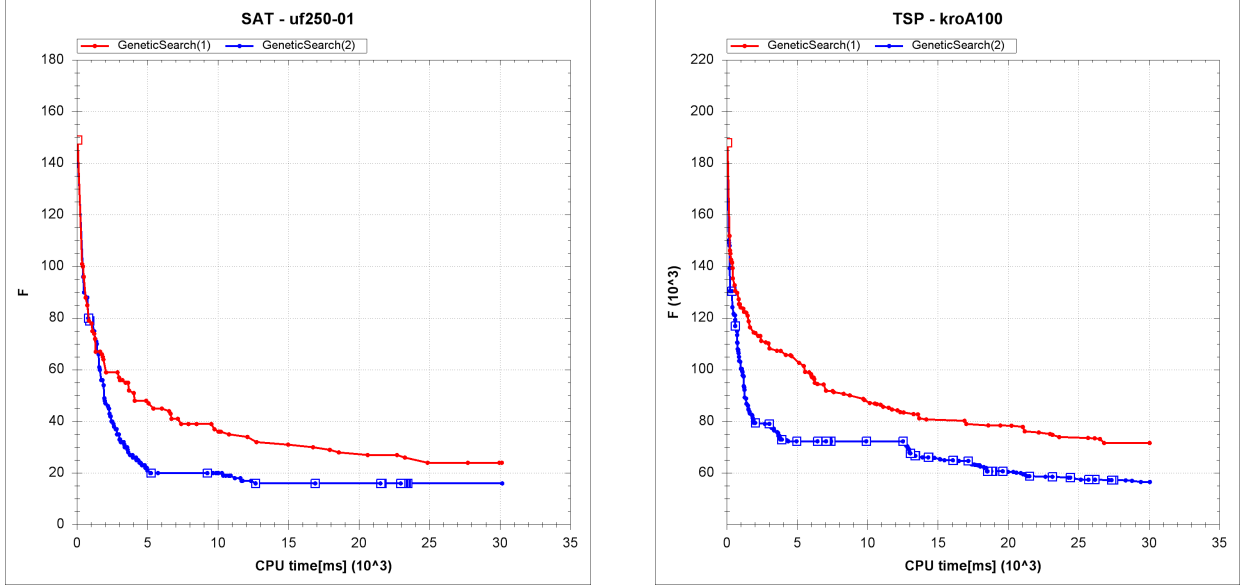 SAT - uf250-01
GeneticSearch(1) GeneticSearch(2)
180
160
140
120
100
80
60
40
20
0
F
0 5 10 15 20 25 30 35
CPU time[ms] (10^3)
TSP - kroA100
GeneticSearch(1) GeneticSearch(2)
220
200
180
160
140
120
100
80
60
F (10^3)
0 5 10 15 20 25 30 35
CPU time[ms] (10^3)